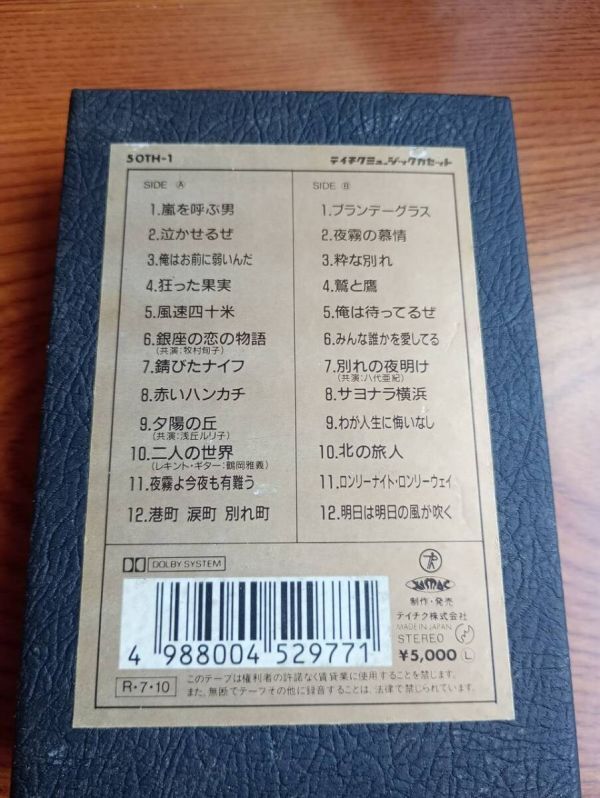 50TH-1
テイチクミュージックカセット
SIDE A
1.嵐を呼ぶ男
2.泣かせるぜ
3.俺はお前に弱いんだ
4.狂った果実
5.風速四十米
6.銀座の恋の物語
(共演:牧村旬子)
7.錆びたナイフ
8.赤いハンカチ
9.夕陽の丘
(共演:浅丘ルリ子)
10.二人の世界
(レキント・ギター:鶴岡雅義)
11.夜霧よ今夜も有難う
12.港町 涙町 別れ町
SIDE B
1.ブランデーグラス
2.夜霧の慕情
3.粋な別れ
4.鷲と鷹
5.俺は待ってるぜ
6.みんな誰かを愛してる
7.別れの夜明け
(共演:八代亜紀)
8.サヨナラ横浜
9.わが人生に悔いなし
10.北の旅人
11.ロンリーナイト・ロンリーウェイ
12.明日は明日の風が吹く
DOLBY SYSTEM
JASRAC
制作・発売
テイチク株式会社
MADE IN JAPAN
STEREO
¥5,000 L
4 988004 529771
R・7・10
このテープは権利者の許諾なく賃貸業に使用することを禁じます。
また、無断でテープその他に録音することは、法律で禁じられています。